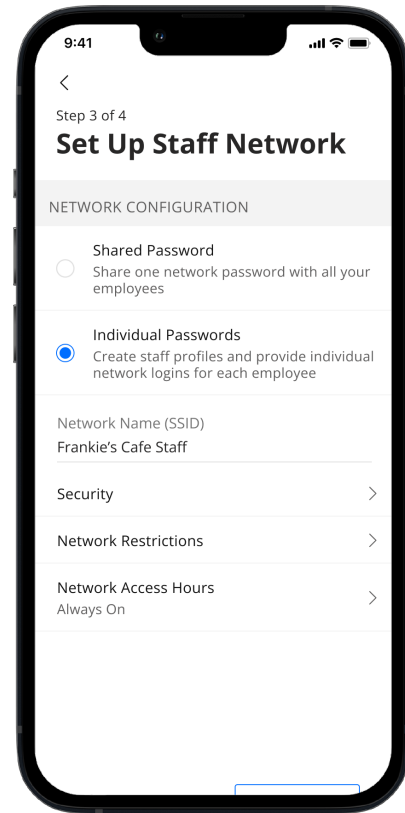 9:41
Step 3 of 4
Set Up Staff Network
NETWORK CONFIGURATION
Shared Password
Share one network password with all your
employees
Individual Passwords
Create staff profiles and provide individual
network logins for each employee
Network Name (SSID)
Frankie’s Cafe Staff
Security
Network Restrictions
Network Access Hours
Always On